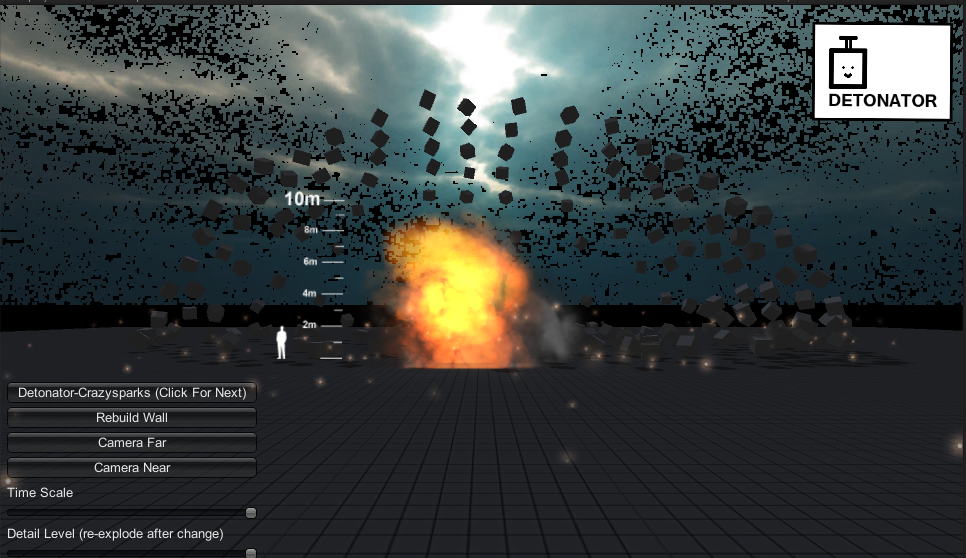 DETONATOR
10m
8m
6m
4m
2m
Detonator-Crazysparks (Click For Next)
Rebuild Wall
Camera Far
Camera Near
Time Scale
Detail Level (re-explode after change)